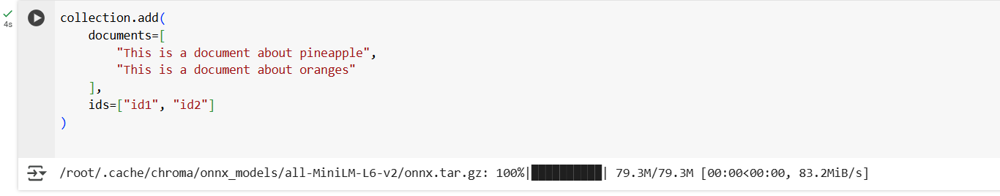 4s
collection.add(
    documents=[
        "This is a document about pineapple",
        "This is a document about oranges"
    ],
    ids=["id1", "id2"]
)
/root/.cache/chroma/onnx_models/all-MiniLM-L6-v2/onnx.tar.gz: 100%|██████████| 79.3M/79.3M [00:00<00:00, 83.2MiB/s]